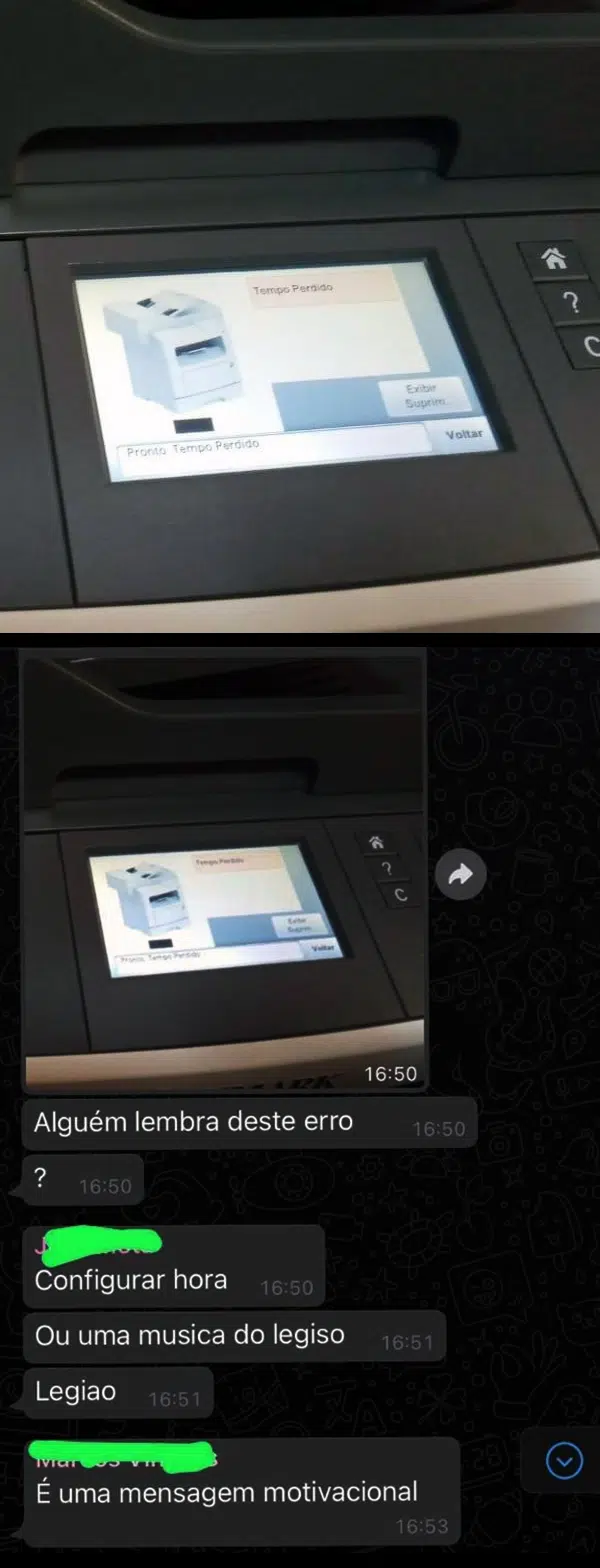 Tempo Perdido
Exibir
Suprim...
Pronto. Tempo Perdido
Voltar
?
C
Tempo Perdido
Exibir
Suprim...
Pronto. Tempo Perdido
Voltar
?
C
16:50
Alguém lembra deste erro
16:50
?
16:50
Configurar hora
16:50
Ou uma musica do legiso
16:51
Legiao
16:51
É uma mensagem motivacional
16:53